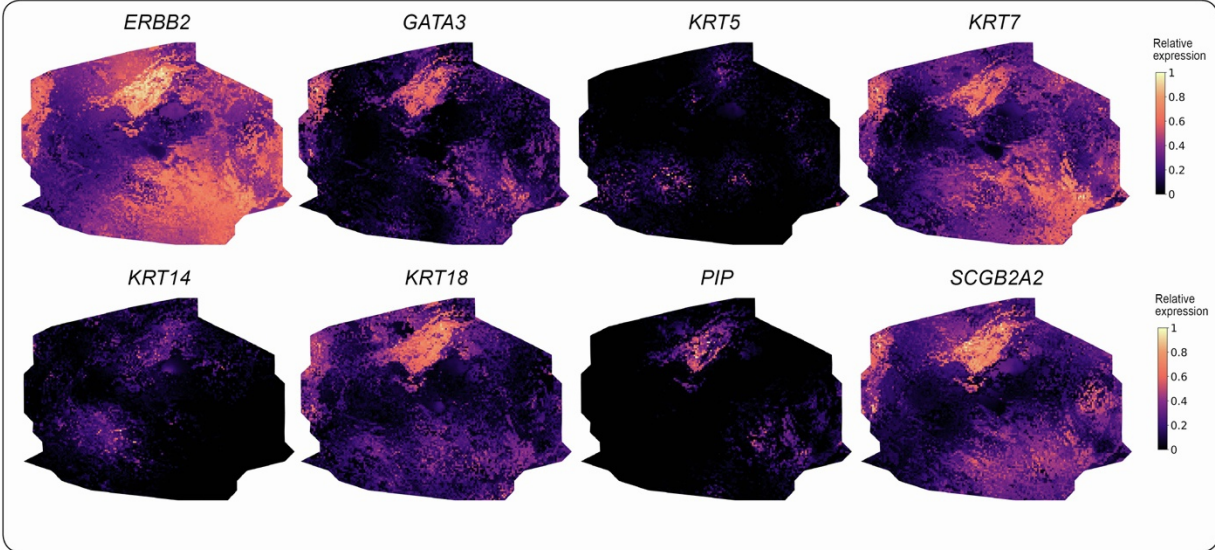 ERBB2
GATA3
KRT5
KRT7
Relative
expression
1
0.8
0.6
0.4
0.2
0
KRT14
KRT18
PIP
SCGB2A2
Relative
expression
1
0.8
0.6
0.4
0.2
0